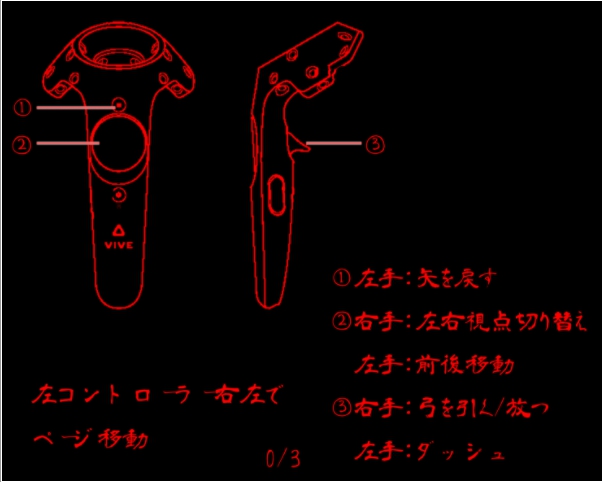 ①
②
③
VIVE
①左手:矢を戻す
②右手:左右視点切り替え
左手:前後移動
③右手:弓を引く/放つ
左手:ダッシュ
左コントローラー右左で
ページ移動
0/3